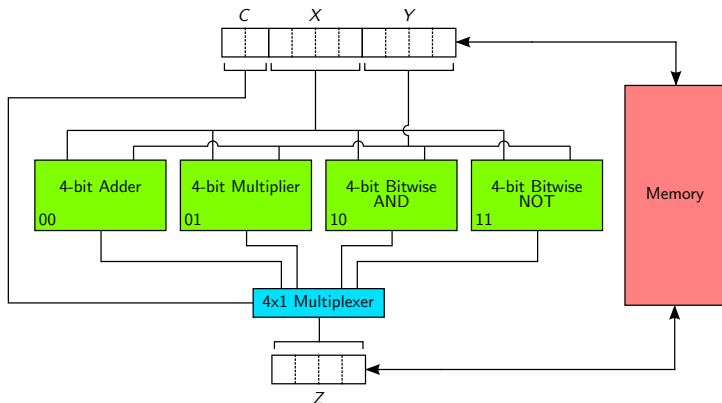 C X Y
4-bit Adder
00
4-bit Multiplier
01
4-bit Bitwise
AND
10
4-bit Bitwise
NOT
11
Memory
4x1 Multiplexer
Z